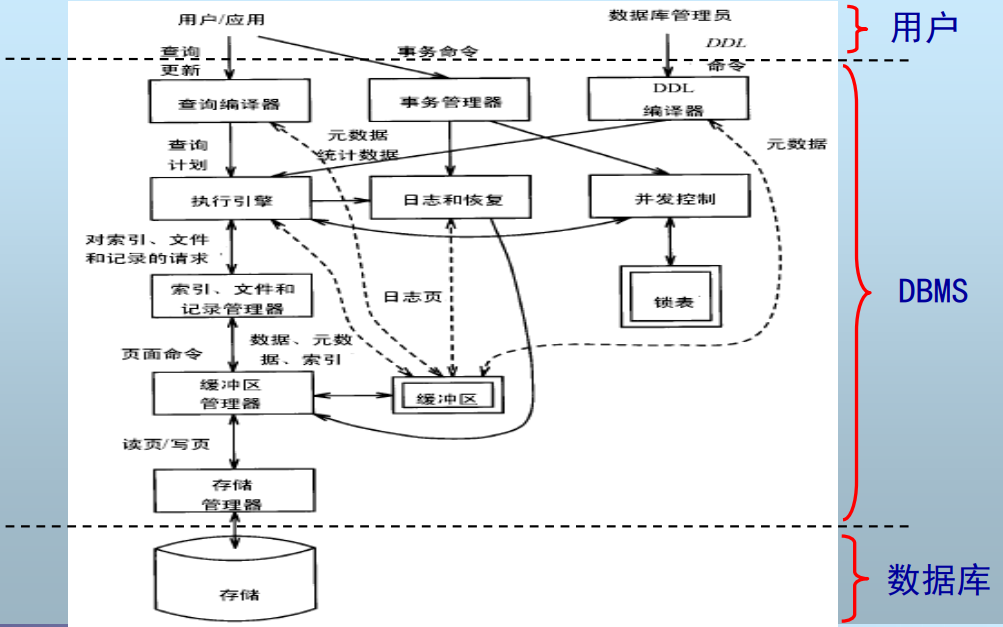 用户/应用
数据库管理员
用户
查询
更新
事务命令
DDL
命令
查询编译器
事务管理器
DDL
编译器
查询
计划
元数据
统计数据
元数据
执行引擎
日志和恢复
并发控制
对索引、文件
和记录的请求
索引、文件和
记录管理器
日志页
锁表
DBMS
页面命令
数据、元数
据、索引
缓冲区
管理器
缓冲区
读页/写页
存储
管理器
存储
数据库